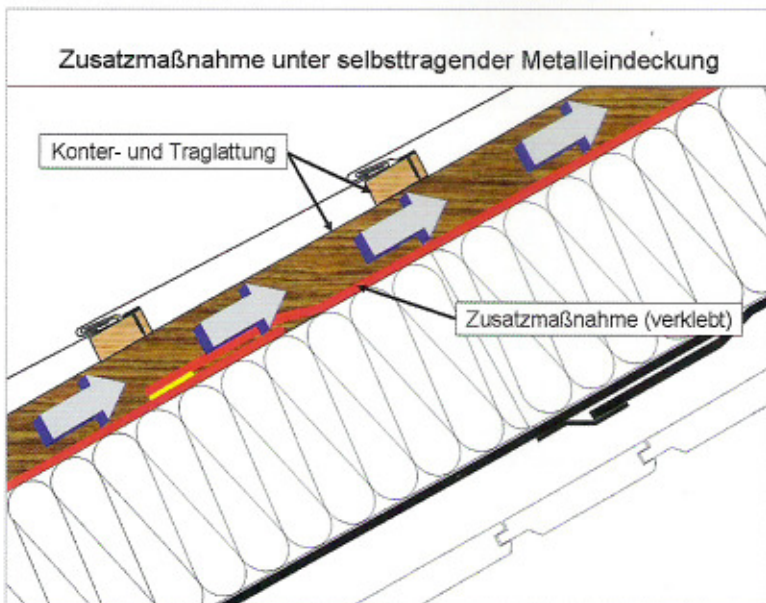 Zusatzmaßnahme unter selbsttragender Metalleindeckung
Konter- und Traglattung
Zusatzmaßnahme (verklebt)